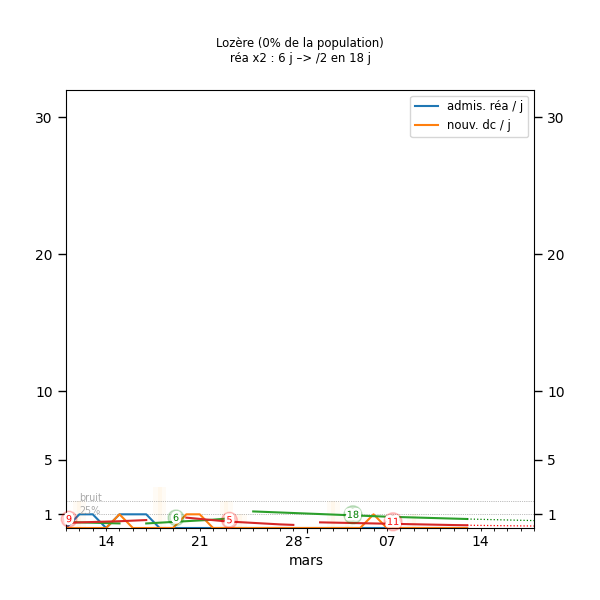 Lozère (0% de la population)
réa x2 : 6 j –> /2 en 18 j
admis. réa / j
nouv. dc / j
30 30
20 20
10 10
5 5
bruit
25%
1 1
9 6 5 18 11
14 21 28 07 14
mars